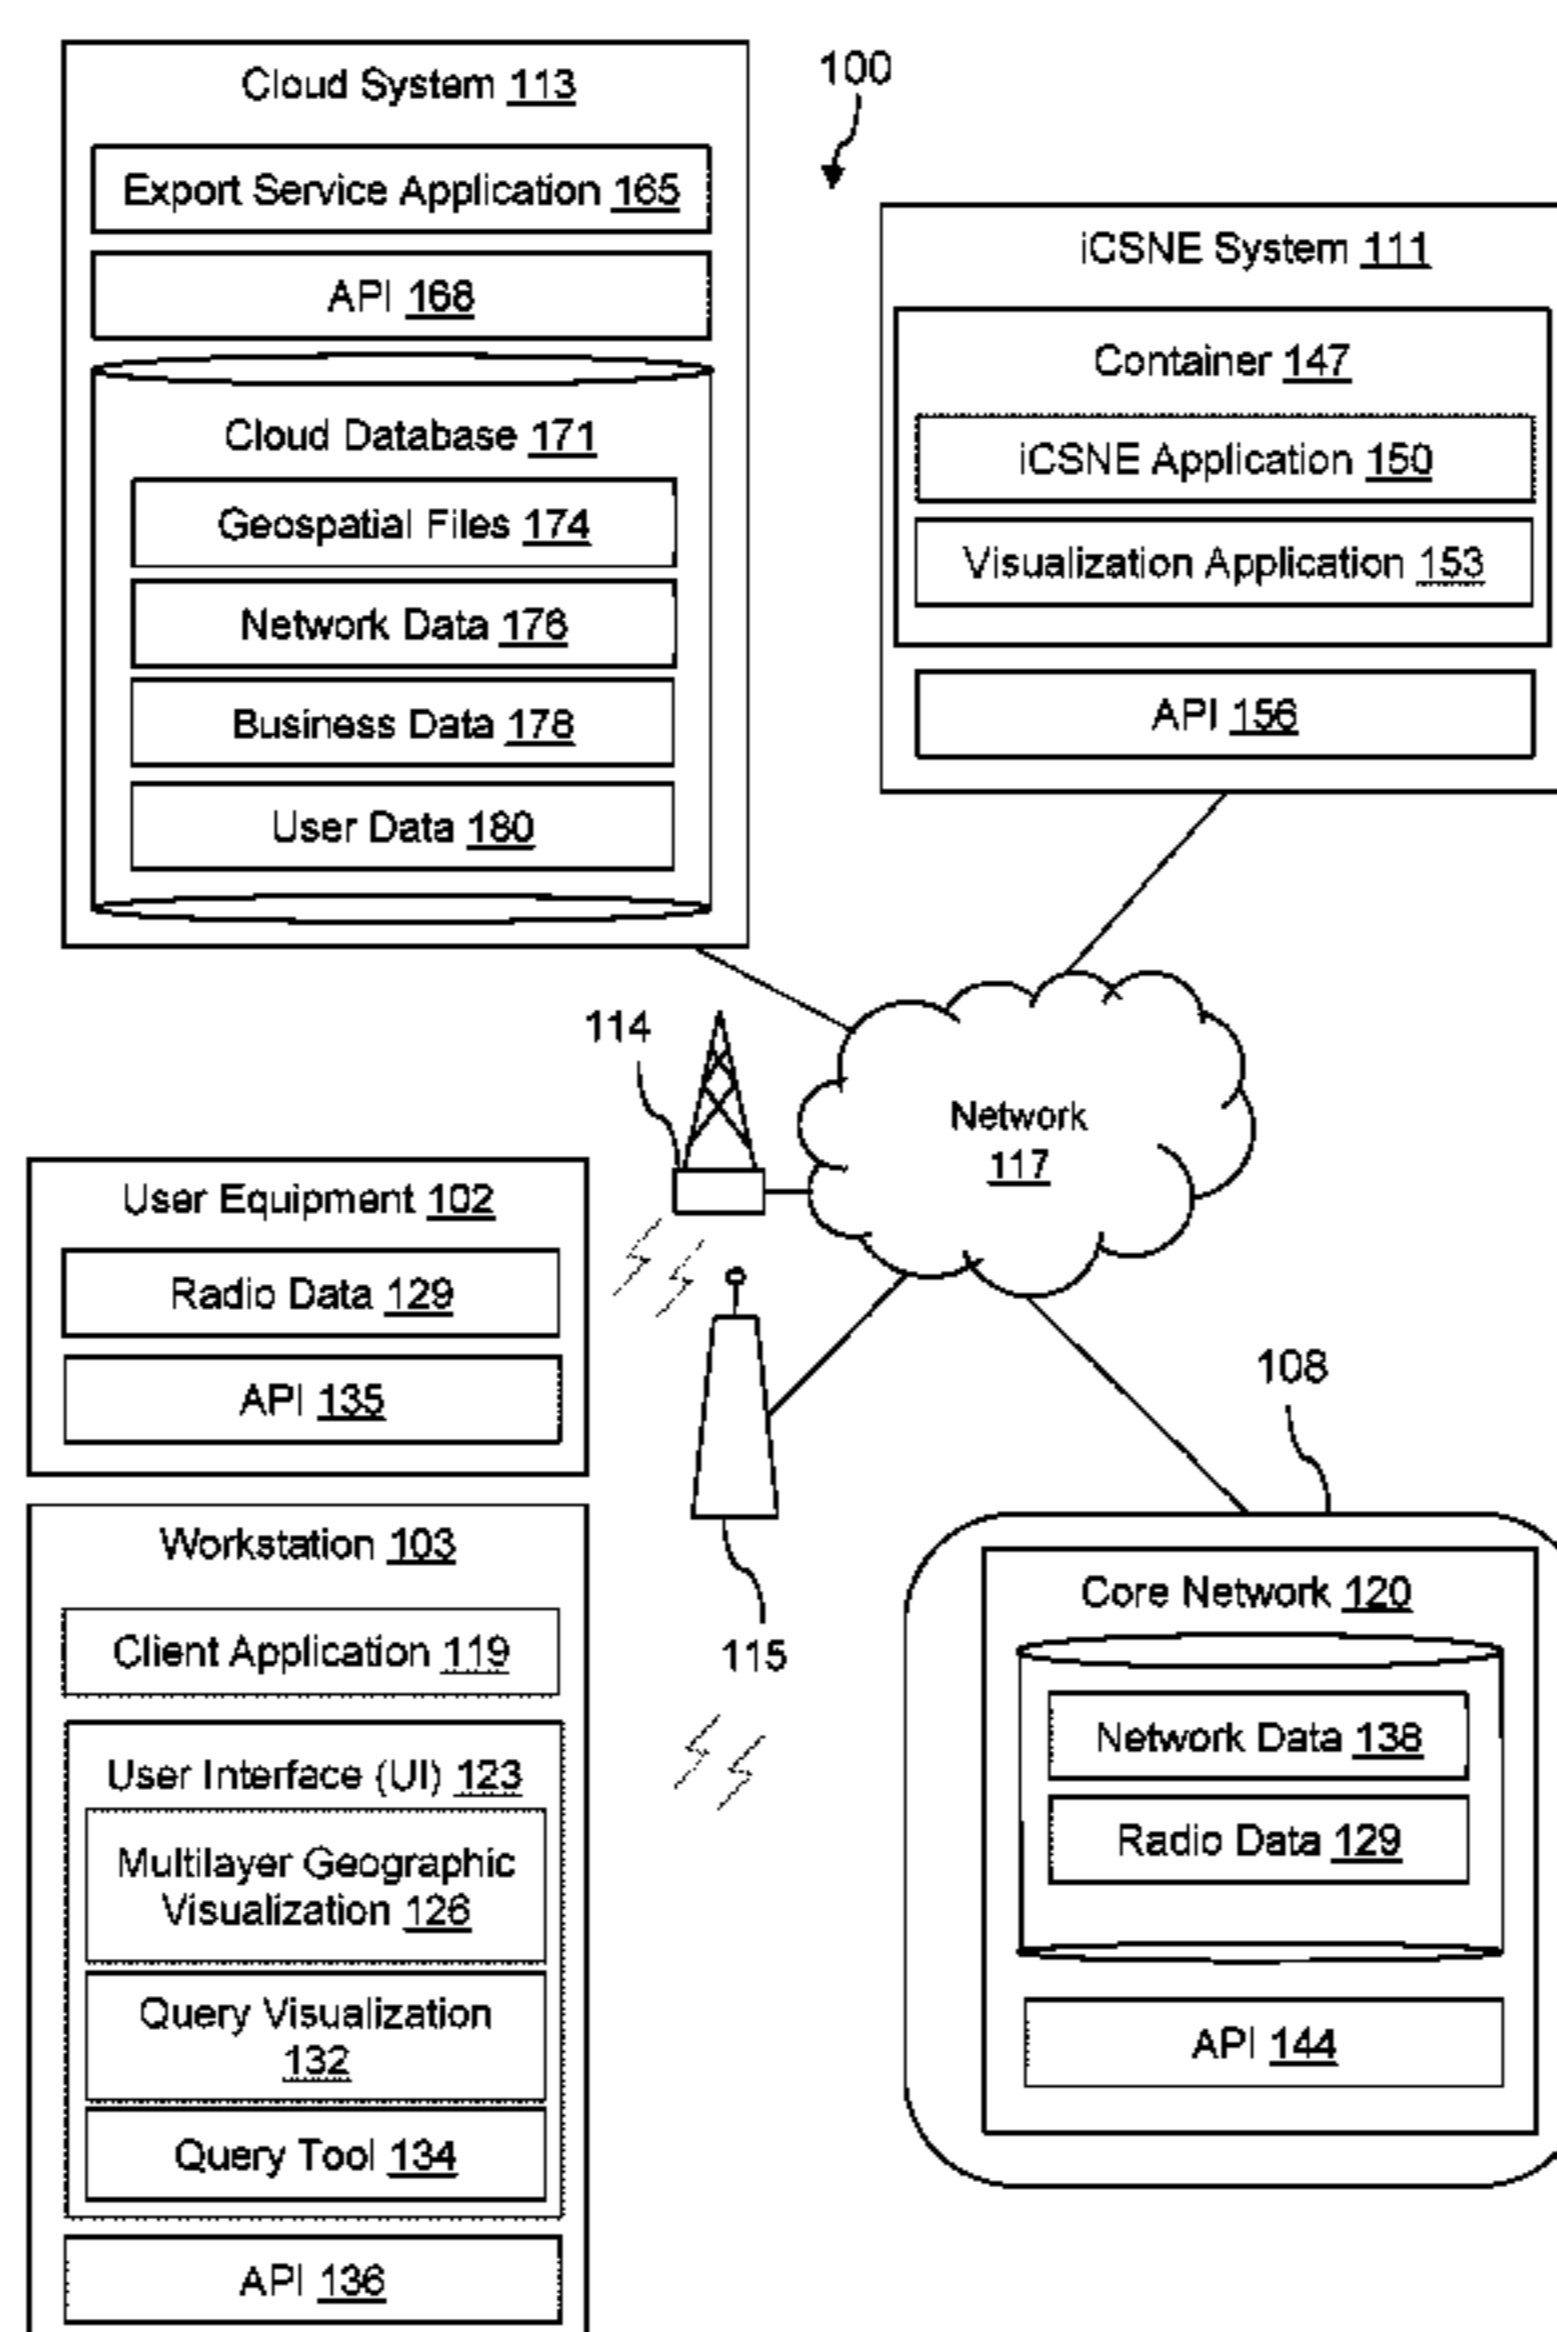 Cloud System 113
Export Service Application 165
API 168
Cloud Database 171
Geospatial Files 174
Network Data 176
Business Data 178
User Data 180
100
iCSNE System 111
Container 147
iCSNE Application 150
Visualization Application 153
API 156
114
Network
117
User Equipment 102
Radio Data 129
API 135
115
108
Workstation 103
Client Application 119
User Interface (UI) 123
Multilayer Geographic
Visualization 126
Query Visualization
132
Query Tool 134
API 136
Core Network 120
Network Data 138
Radio Data 129
API 144